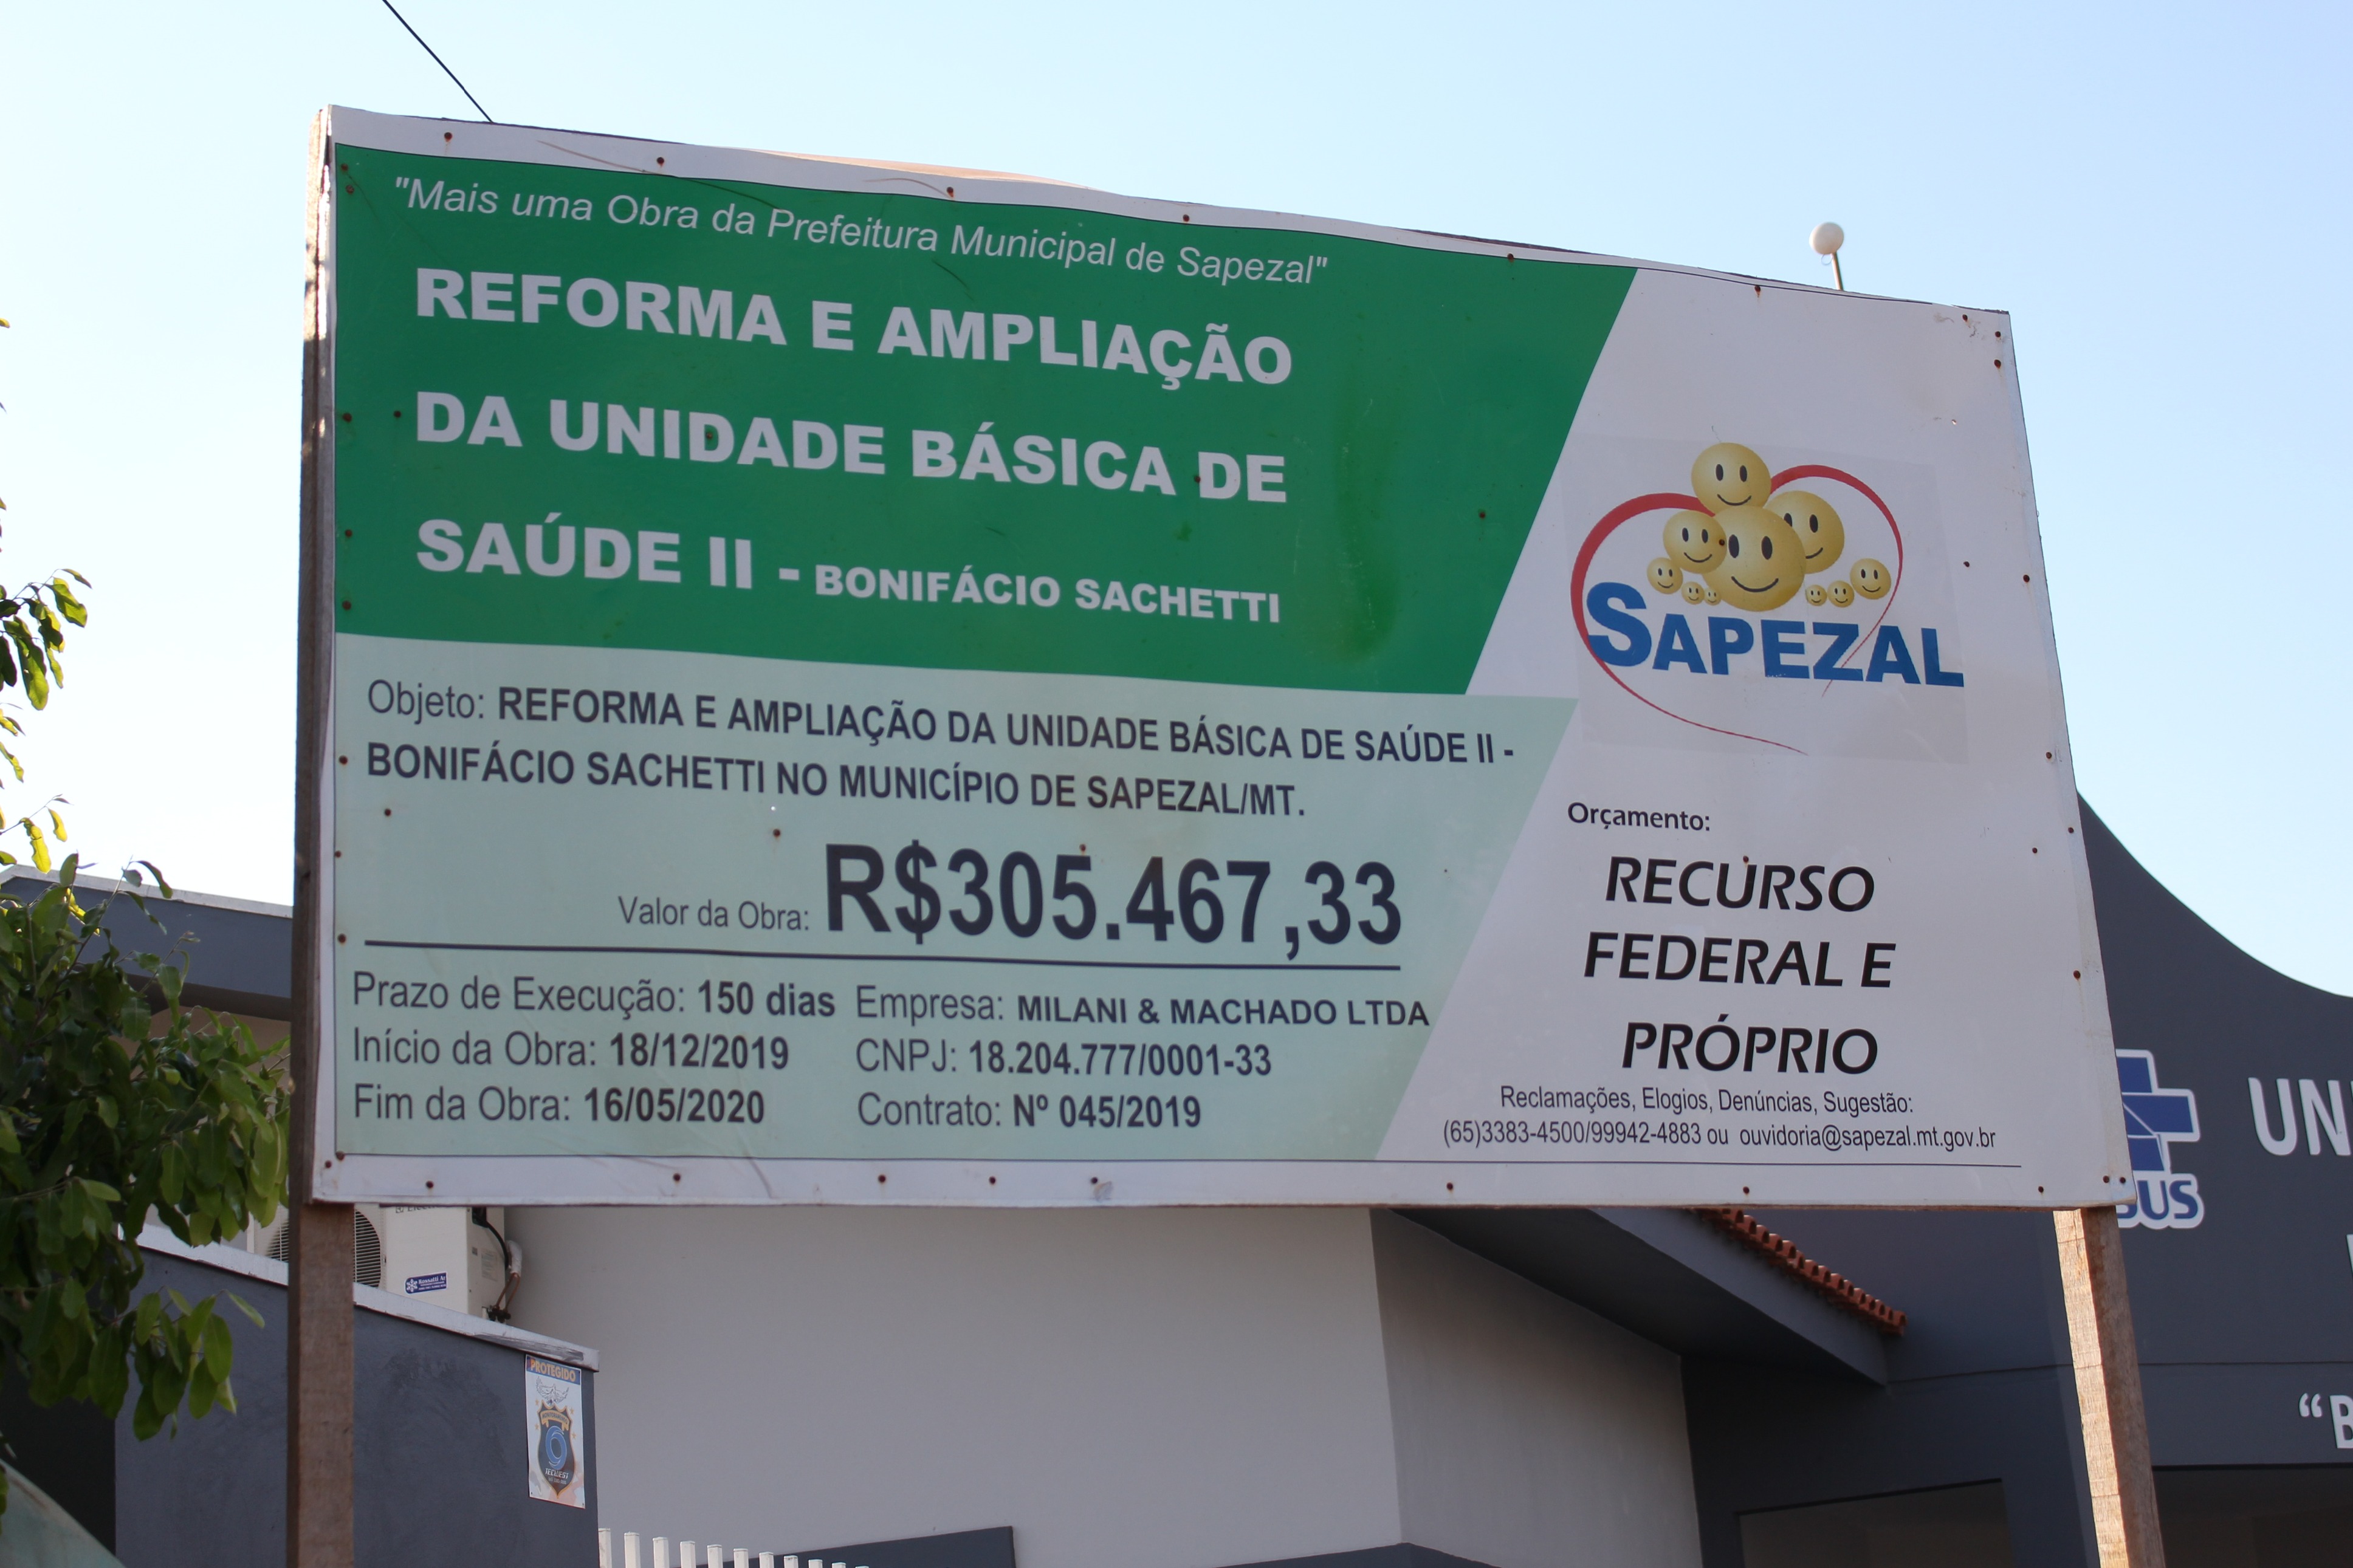 "Mais uma Obra da Prefeitura Municipal de Sapezal"
REFORMA E AMPLIAÇÃO
DA UNIDADE BÁSICA DE
SAÚDE II - BONIFÁCIO SACHETTI
Objeto: REFORMA E AMPLIAÇÃO DA UNIDADE BÁSICA DE SAÚDE II -
BONIFÁCIO SACHETTI NO MUNICÍPIO DE SAPEZAL/MT.
Valor da Obra: R$305.467,33
Prazo de Execução: 150 dias
Início da Obra: 18/12/2019
Fim da Obra: 16/05/2020
Empresa: MILANI & MACHADO LTDA
CNPJ: 18.204.777/0001-33
Contrato: Nº 045/2019
SAPEZAL
Orçamento:
RECURSO
FEDERAL E
PRÓPRIO
Reclamações, Elogios, Denúncias, Sugestão:
(65)3383-4500/99942-4883 ou ouvidoria@sapezal.mt.gov.br
UN
SUS
"B
PROTEGIDO